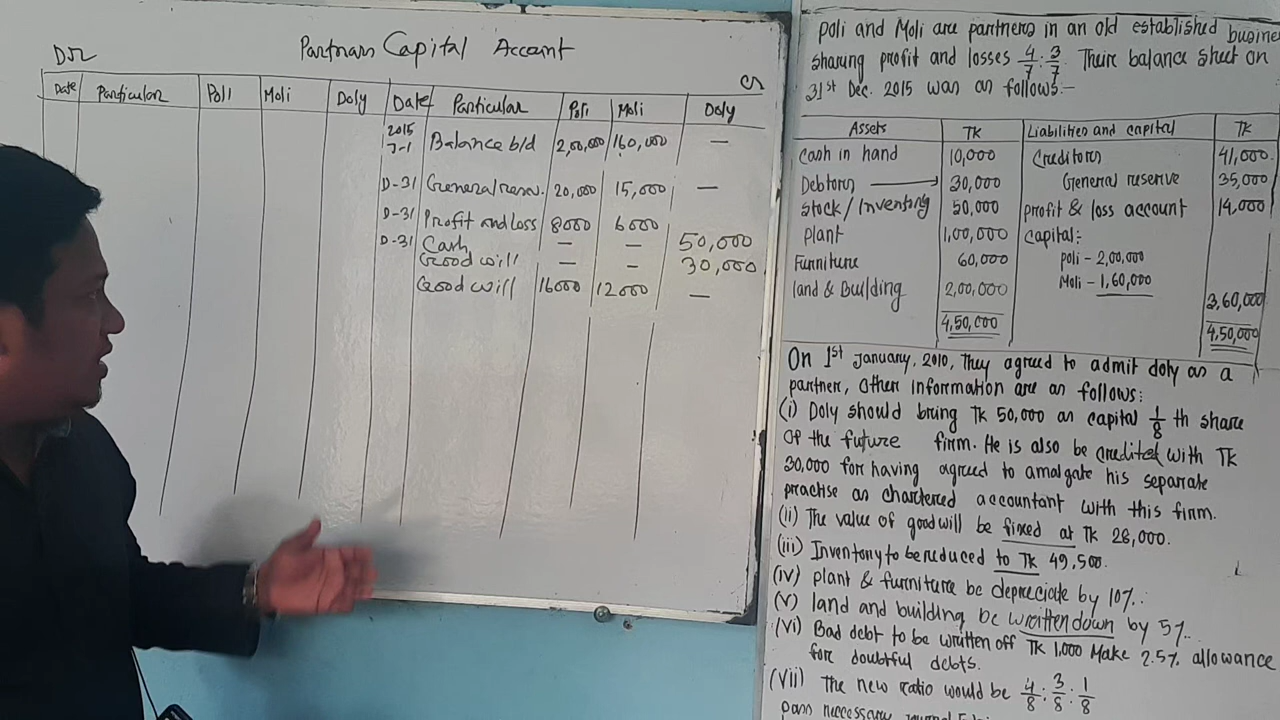 Partners Capital Account
Dr
Cr
Date Particular Poli Moli Doly Date Particular Poli Moli Doly
2015
J-1 Balance b/d 2,00,000 160,000 —
D-31 General reser. 20,000 15,000 —
D-31 Profit and loss 8000 6000
D-31 Cash — — 50,000
Good will — — 30,000
Good will 16000 12000 —
Poli and Moli are partners in an old established busine
sharing profit and losses 4/7 : 3/7. Their balance sheet on
31st Dec. 2015 was as follows:-
Assets TK Liabilities and capital TK
Cash in hand 10,000 Creditors 41,000
Debtors 30,000 General reserve 35,000
Stock/Inventory 50,000 profit & loss account 14,000
plant 1,00,000 Capital:
Furniture 60,000 poli - 2,00,000
land & Building 2,00,000 Moli - 1,60,000
3,60,000
4,50,000 4,50,000
On 1st January, 2010, They agreed to admit doly as a
partner, Other information are as follows:
(i) Doly should bring TK 50,000 as capital 1/8 th share
of the future firm. He is also be credited with TK
30,000 for having agreed to amalgate his separate
practise as chartered accountant with this firm.
(ii) The value of goodwill be fixed at TK 28,000.
(iii) Inventory to be reduced to TK 49,500.
(iv) plant & furniture be depreciate by 10%.
(v) land and building be written down by 5%.
(vi) Bad debt to be written off TK 1,000 Make 2.5% allowance
for doubtful debts.
(vii) The new ratio would be 4/8 : 3/8 : 1/8
pass necessary